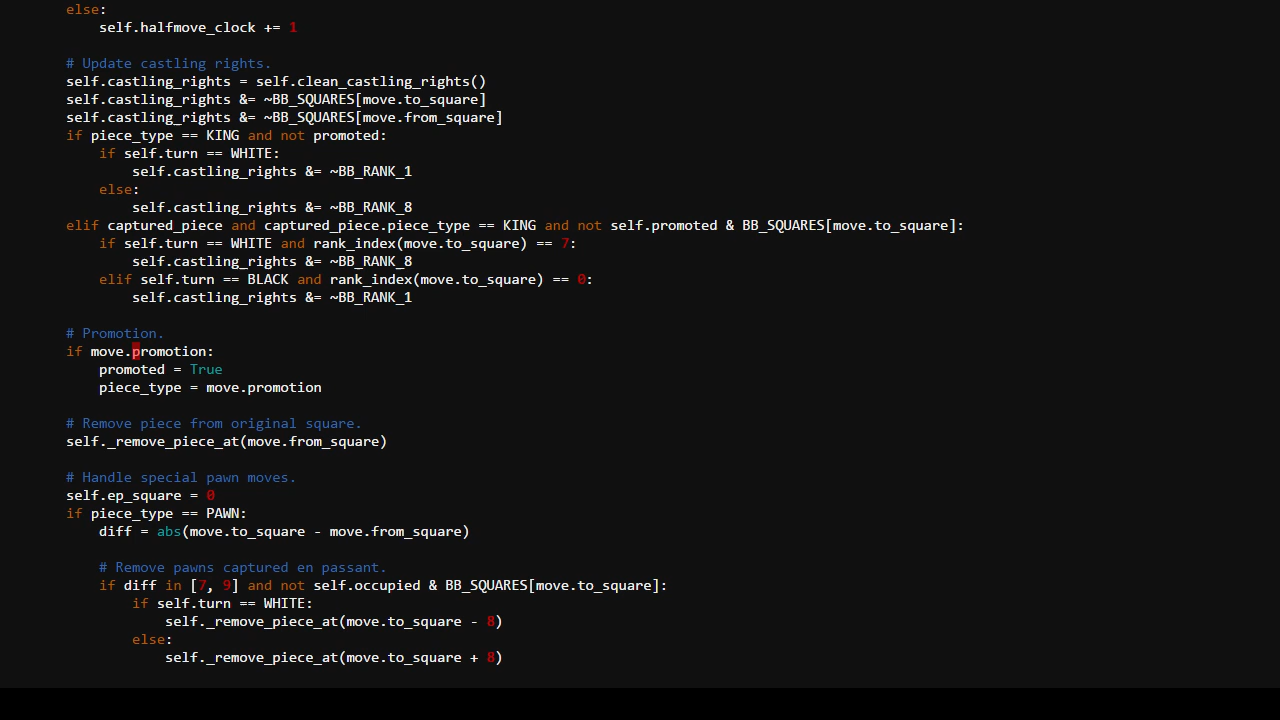 else:
    self.halfmove_clock += 1

# Update castling rights.
self.castling_rights = self.clean_castling_rights()
self.castling_rights &= ~BB_SQUARES[move.to_square]
self.castling_rights &= ~BB_SQUARES[move.from_square]
if piece_type == KING and not promoted:
    if self.turn == WHITE:
        self.castling_rights &= ~BB_RANK_1
    else:
        self.castling_rights &= ~BB_RANK_8
elif captured_piece and captured_piece.piece_type == KING and not self.promoted & BB_SQUARES[move.to_square]:
    if self.turn == WHITE and rank_index(move.to_square) == 7:
        self.castling_rights &= ~BB_RANK_8
    elif self.turn == BLACK and rank_index(move.to_square) == 0:
        self.castling_rights &= ~BB_RANK_1

# Promotion.
if move.promotion:
    promoted = True
    piece_type = move.promotion

# Remove piece from original square.
self._remove_piece_at(move.from_square)

# Handle special pawn moves.
self.ep_square = 0
if piece_type == PAWN:
    diff = abs(move.to_square - move.from_square)

    # Remove pawns captured en passant.
    if diff in [7, 9] and not self.occupied & BB_SQUARES[move.to_square]:
        if self.turn == WHITE:
            self._remove_piece_at(move.to_square - 8)
        else:
            self._remove_piece_at(move.to_square + 8)